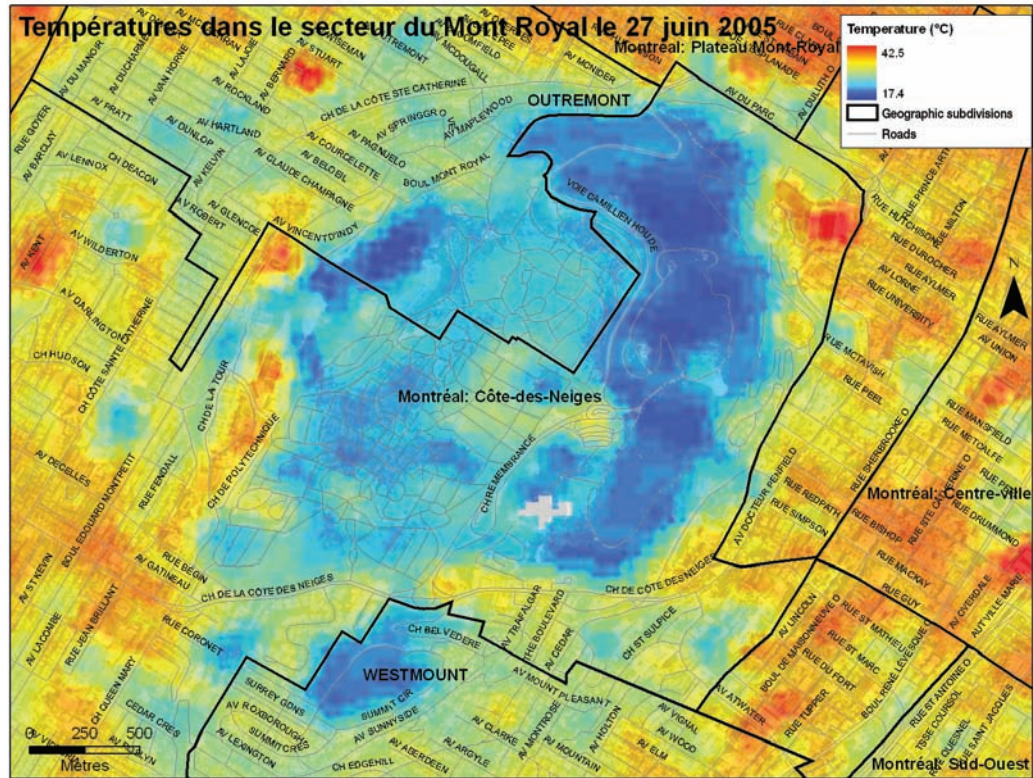 Températures dans le secteur du Mont Royal le 27 juin 2005
Temperature (°C)
42.5
17.4
Geographic subdivisions
Roads
Montréal: Plateau Mont-Royal
OUTREMONT
Montréal: Côte-des-Neiges
Montréal: Centre-ville
WESTMOUNT
Montréal: Sud-Ouest
N
AV DU MANOIR
AV DUCHARME
AV VAN HORNE
AV LAJOIE
AV BERNARD
AV STUART
AV ROCKLAND
AV PRATT
AV DUNLOP
AV HARTLAND
AV KELVIN
RUE GOYER
AV BARCLAY
AV LENNOX
CH DEACON
AV ROBERT
AV GLENCOE
AV CLAUDE CHAMPAGNE
AV BELOEIL
AV COURCELETTE
AV PAGNUELO
AV MAPLEWOOD
AV MCDOUGALL
CH DE LA CÔTE STE CATHERINE
BOUL MONT ROYAL
AV VINCENT D'INDY
VOIE CAMILLIEN HOUDE
AV DU PARC
AV DULUTH O
AV KENT
AV WILDERTON
AV DARLINGTON
CH HUDSON
CH CÔTE SAINTE CATHERINE
CH DE LA TOUR
CH DE POLYTECHNIQUE
RUE FENDALL
AV DECELLES
BOUL EDOUARD MONTPETIT
CH REMEMBRANCE
RUE HUTCHISON
RUE PRINCE ARTH
RUE MILTON
RUE DUROCHER
RUE AYLMER
AV LORNE
RUE UNIVERSITY
RUE AYLMER
AV UNION
RUE MCTAVISH
RUE PEEL
RUE SHERBROOKE O
RUE MANSFIELD
RUE METCALFE
RUE STE CATHERINE O
RUE DRUMMOND
AV DOCTEUR PENFIELD
RUE REDPATH
RUE SIMPSON
RUE BISHOP
RUE MACKAY
RUE GUY
AV OVERDALE
AUT VILLE MARIE
AV ST KEVIN
AV LACOMBE
RUE JEAN BRILLANT
AV GATINEAU
RUE BÉGIN
RUE CORONET
CH QUEEN MARY
CEDAR CRES
CH DE LA CÔTE DES NEIGES
CH DE CÔTE DES NEIGES
CH BELVEDERE
AV TRAFALGAR
THE BOULEVARD
AV CEDAR
CH ST SULPICE
AV LINCOLN
BOUL DE MAISONNEUVE O
RUE ST MATHIEU
RUE ST MARC
RUE DU FORT
RUE TUPPER
AV ATWATER
BOUL RENÉ LÉVESQUE O
RUE ST ANTOINE O
TSSE COURSOL
RUE QUESNEL
RUE SAINT JACQUES
SURREY GDNS
AV ROXBOROUGH
SUMMIT CRES
AV LEXINGTON
SUMMIT CIR
AV SUNNYSIDE
CH EDGEHILL
AV ABERDEEN
AV ARGYLE
AV CLARKE
AV MONTROSE
AV MOUNTAIN
AV MOUNT PLEASANT
AV HOLTON
AV ELM
AV WOOD
AV VIGNAL
0 250 500
Mètres